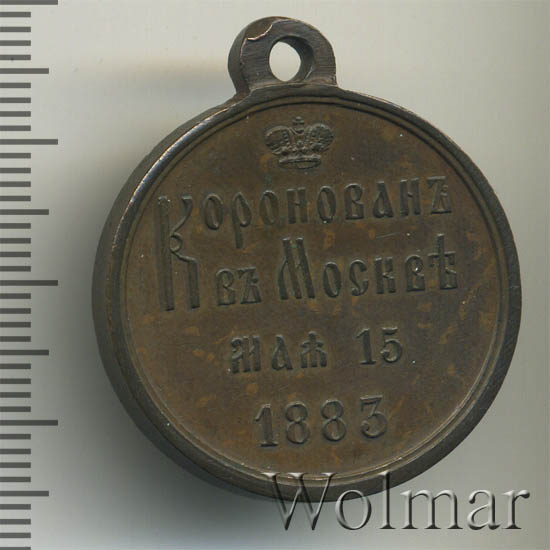 Коронованъ
въ Москвѣ
маѧ 15
1883
Wolmar